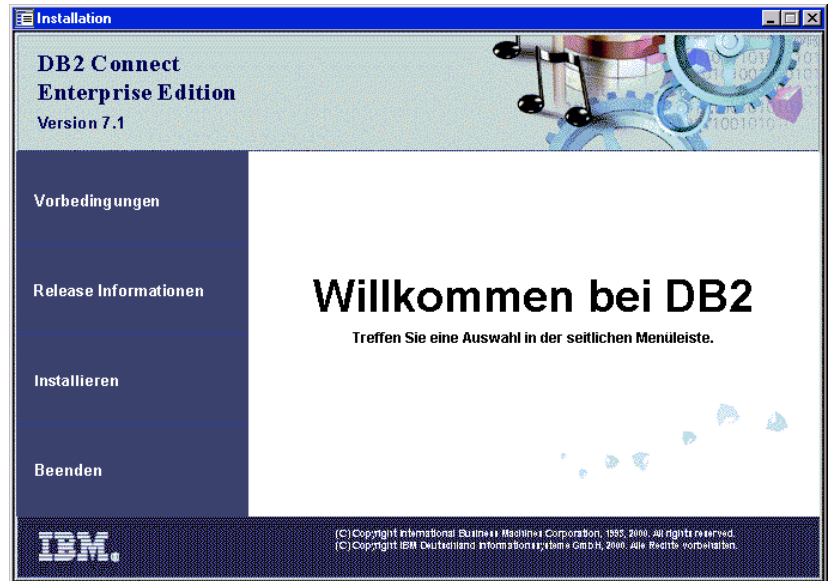 Installation
DB2 Connect
Enterprise Edition
Version 7.1
Vorbedingungen
Release Informationen
Installieren
Beenden
Willkommen bei DB2
Treffen Sie eine Auswahl in der seitlichen Menüleiste.
IBM
(C) Copyright International Business Machines Corporation, 1993, 2000. All rights reserved.
(C) Copyright IBM Deutschland Informationssysteme GmbH, 2000. Alle Rechte vorbehalten.